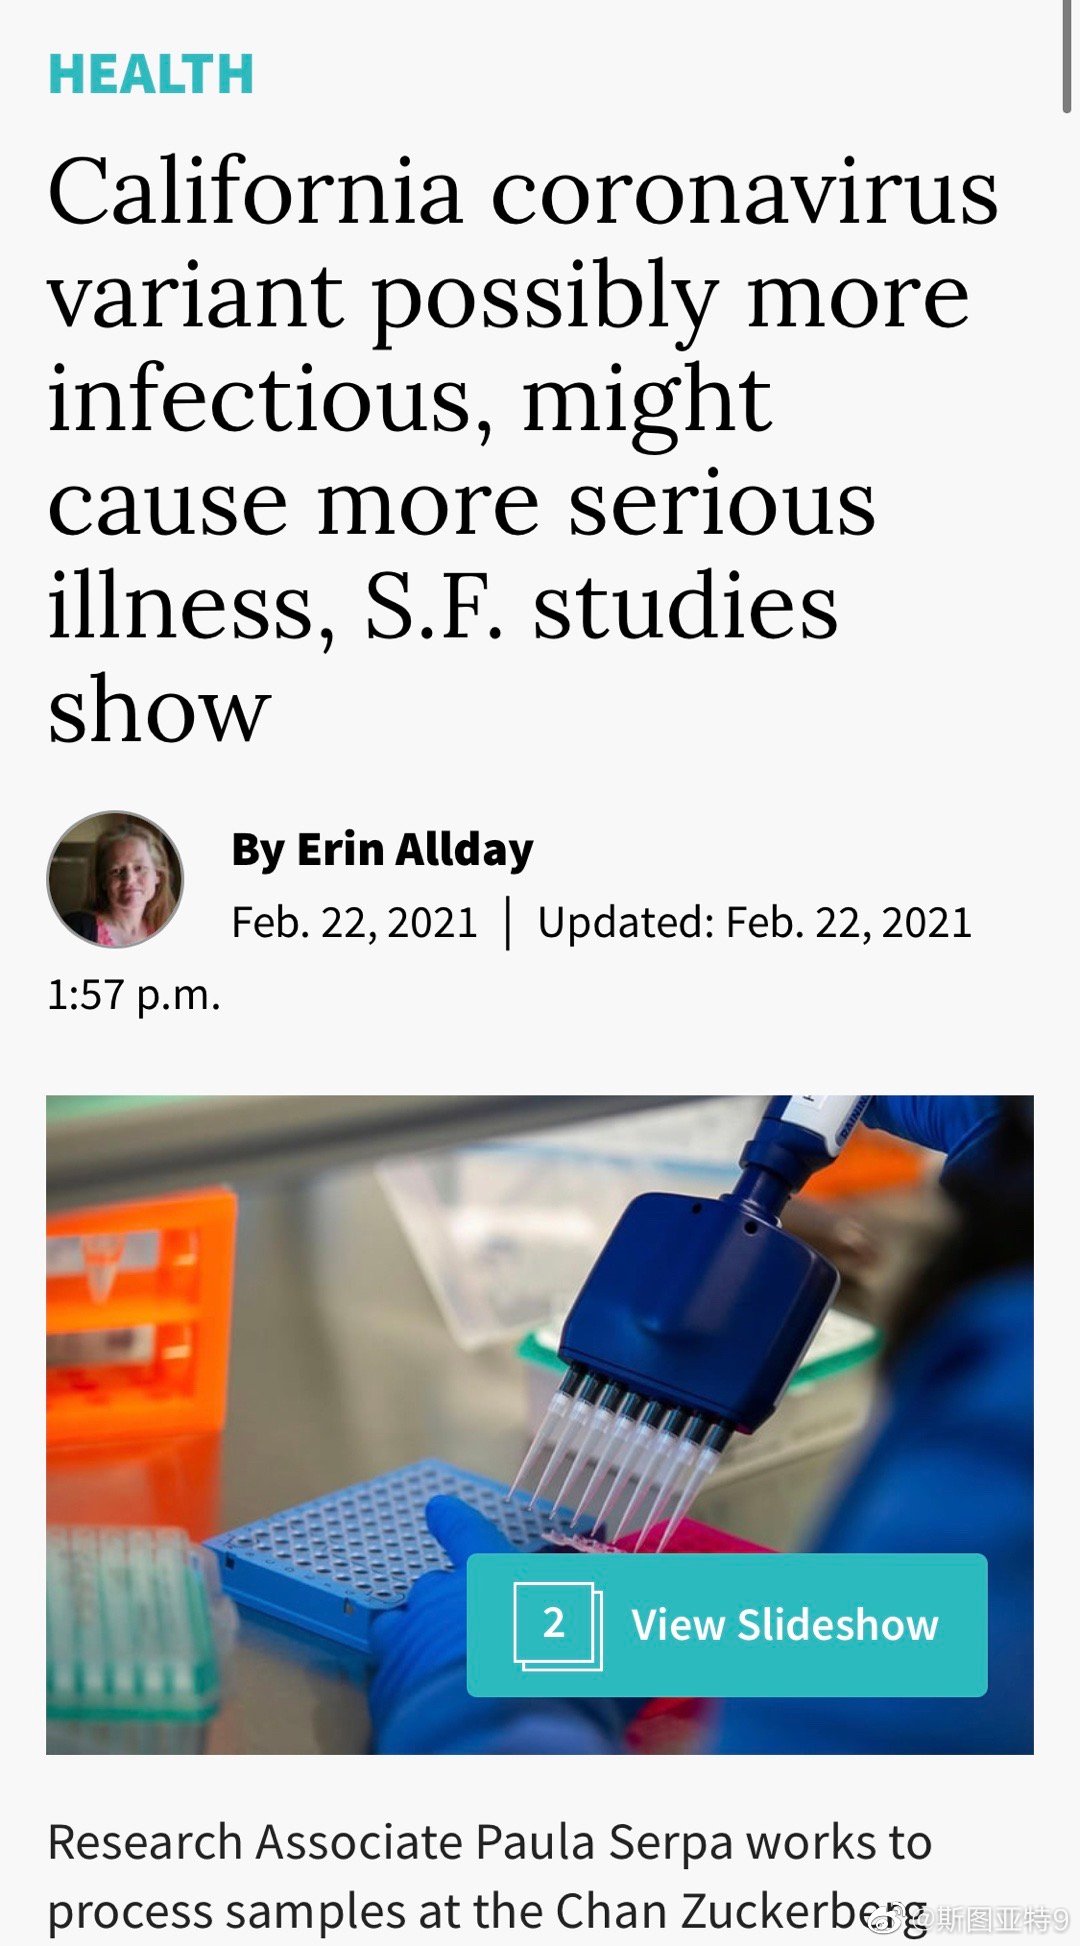 HEALTH
California coronavirus
variant possibly more
infectious, might
cause more serious
illness, S.F. studies
show
By Erin Allday
Feb. 22, 2021 | Updated: Feb. 22, 2021
1:57 p.m.
RAININ
2 View Slideshow
Research Associate Paula Serpa works to
process samples at the Chan Zuckerberg
@斯图亚特9